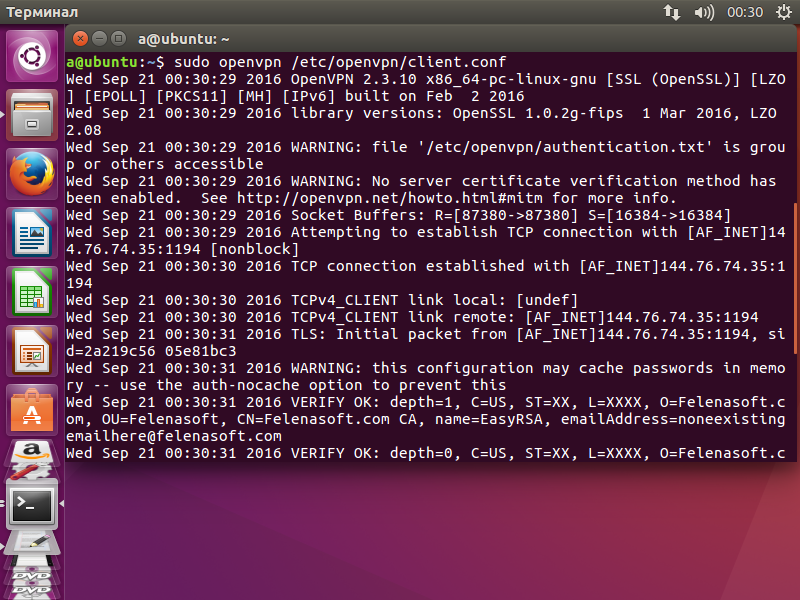 Терминал
00:30
a@ubuntu: ~
a@ubuntu:~$ sudo openvpn /etc/openvpn/client.conf
Wed Sep 21 00:30:29 2016 OpenVPN 2.3.10 x86_64-pc-linux-gnu [SSL (OpenSSL)] [LZO
] [EPOLL] [PKCS11] [MH] [IPv6] built on Feb  2 2016
Wed Sep 21 00:30:29 2016 library versions: OpenSSL 1.0.2g-fips  1 Mar 2016, LZO
2.08
Wed Sep 21 00:30:29 2016 WARNING: file '/etc/openvpn/authentication.txt' is grou
p or others accessible
Wed Sep 21 00:30:29 2016 WARNING: No server certificate verification method has
been enabled.  See http://openvpn.net/howto.html#mitm for more info.
Wed Sep 21 00:30:29 2016 Socket Buffers: R=[87380->87380] S=[16384->16384]
Wed Sep 21 00:30:29 2016 Attempting to establish TCP connection with [AF_INET]14
4.76.74.35:1194 [nonblock]
Wed Sep 21 00:30:30 2016 TCP connection established with [AF_INET]144.76.74.35:1
194
Wed Sep 21 00:30:30 2016 TCPv4_CLIENT link local: [undef]
Wed Sep 21 00:30:30 2016 TCPv4_CLIENT link remote: [AF_INET]144.76.74.35:1194
Wed Sep 21 00:30:31 2016 TLS: Initial packet from [AF_INET]144.76.74.35:1194, si
d=2a219c56 05e81bc3
Wed Sep 21 00:30:31 2016 WARNING: this configuration may cache passwords in memo
ry -- use the auth-nocache option to prevent this
Wed Sep 21 00:30:31 2016 VERIFY OK: depth=1, C=US, ST=XX, L=XXXX, O=Felenasoft.c
om, OU=Felenasoft, CN=Felenasoft.com CA, name=EasyRSA, emailAddress=noneexisting
emailhere@felenasoft.com
Wed Sep 21 00:30:31 2016 VERIFY OK: depth=0, C=US, ST=XX, L=XXXX, O=Felenasoft.c
DVD
DVD